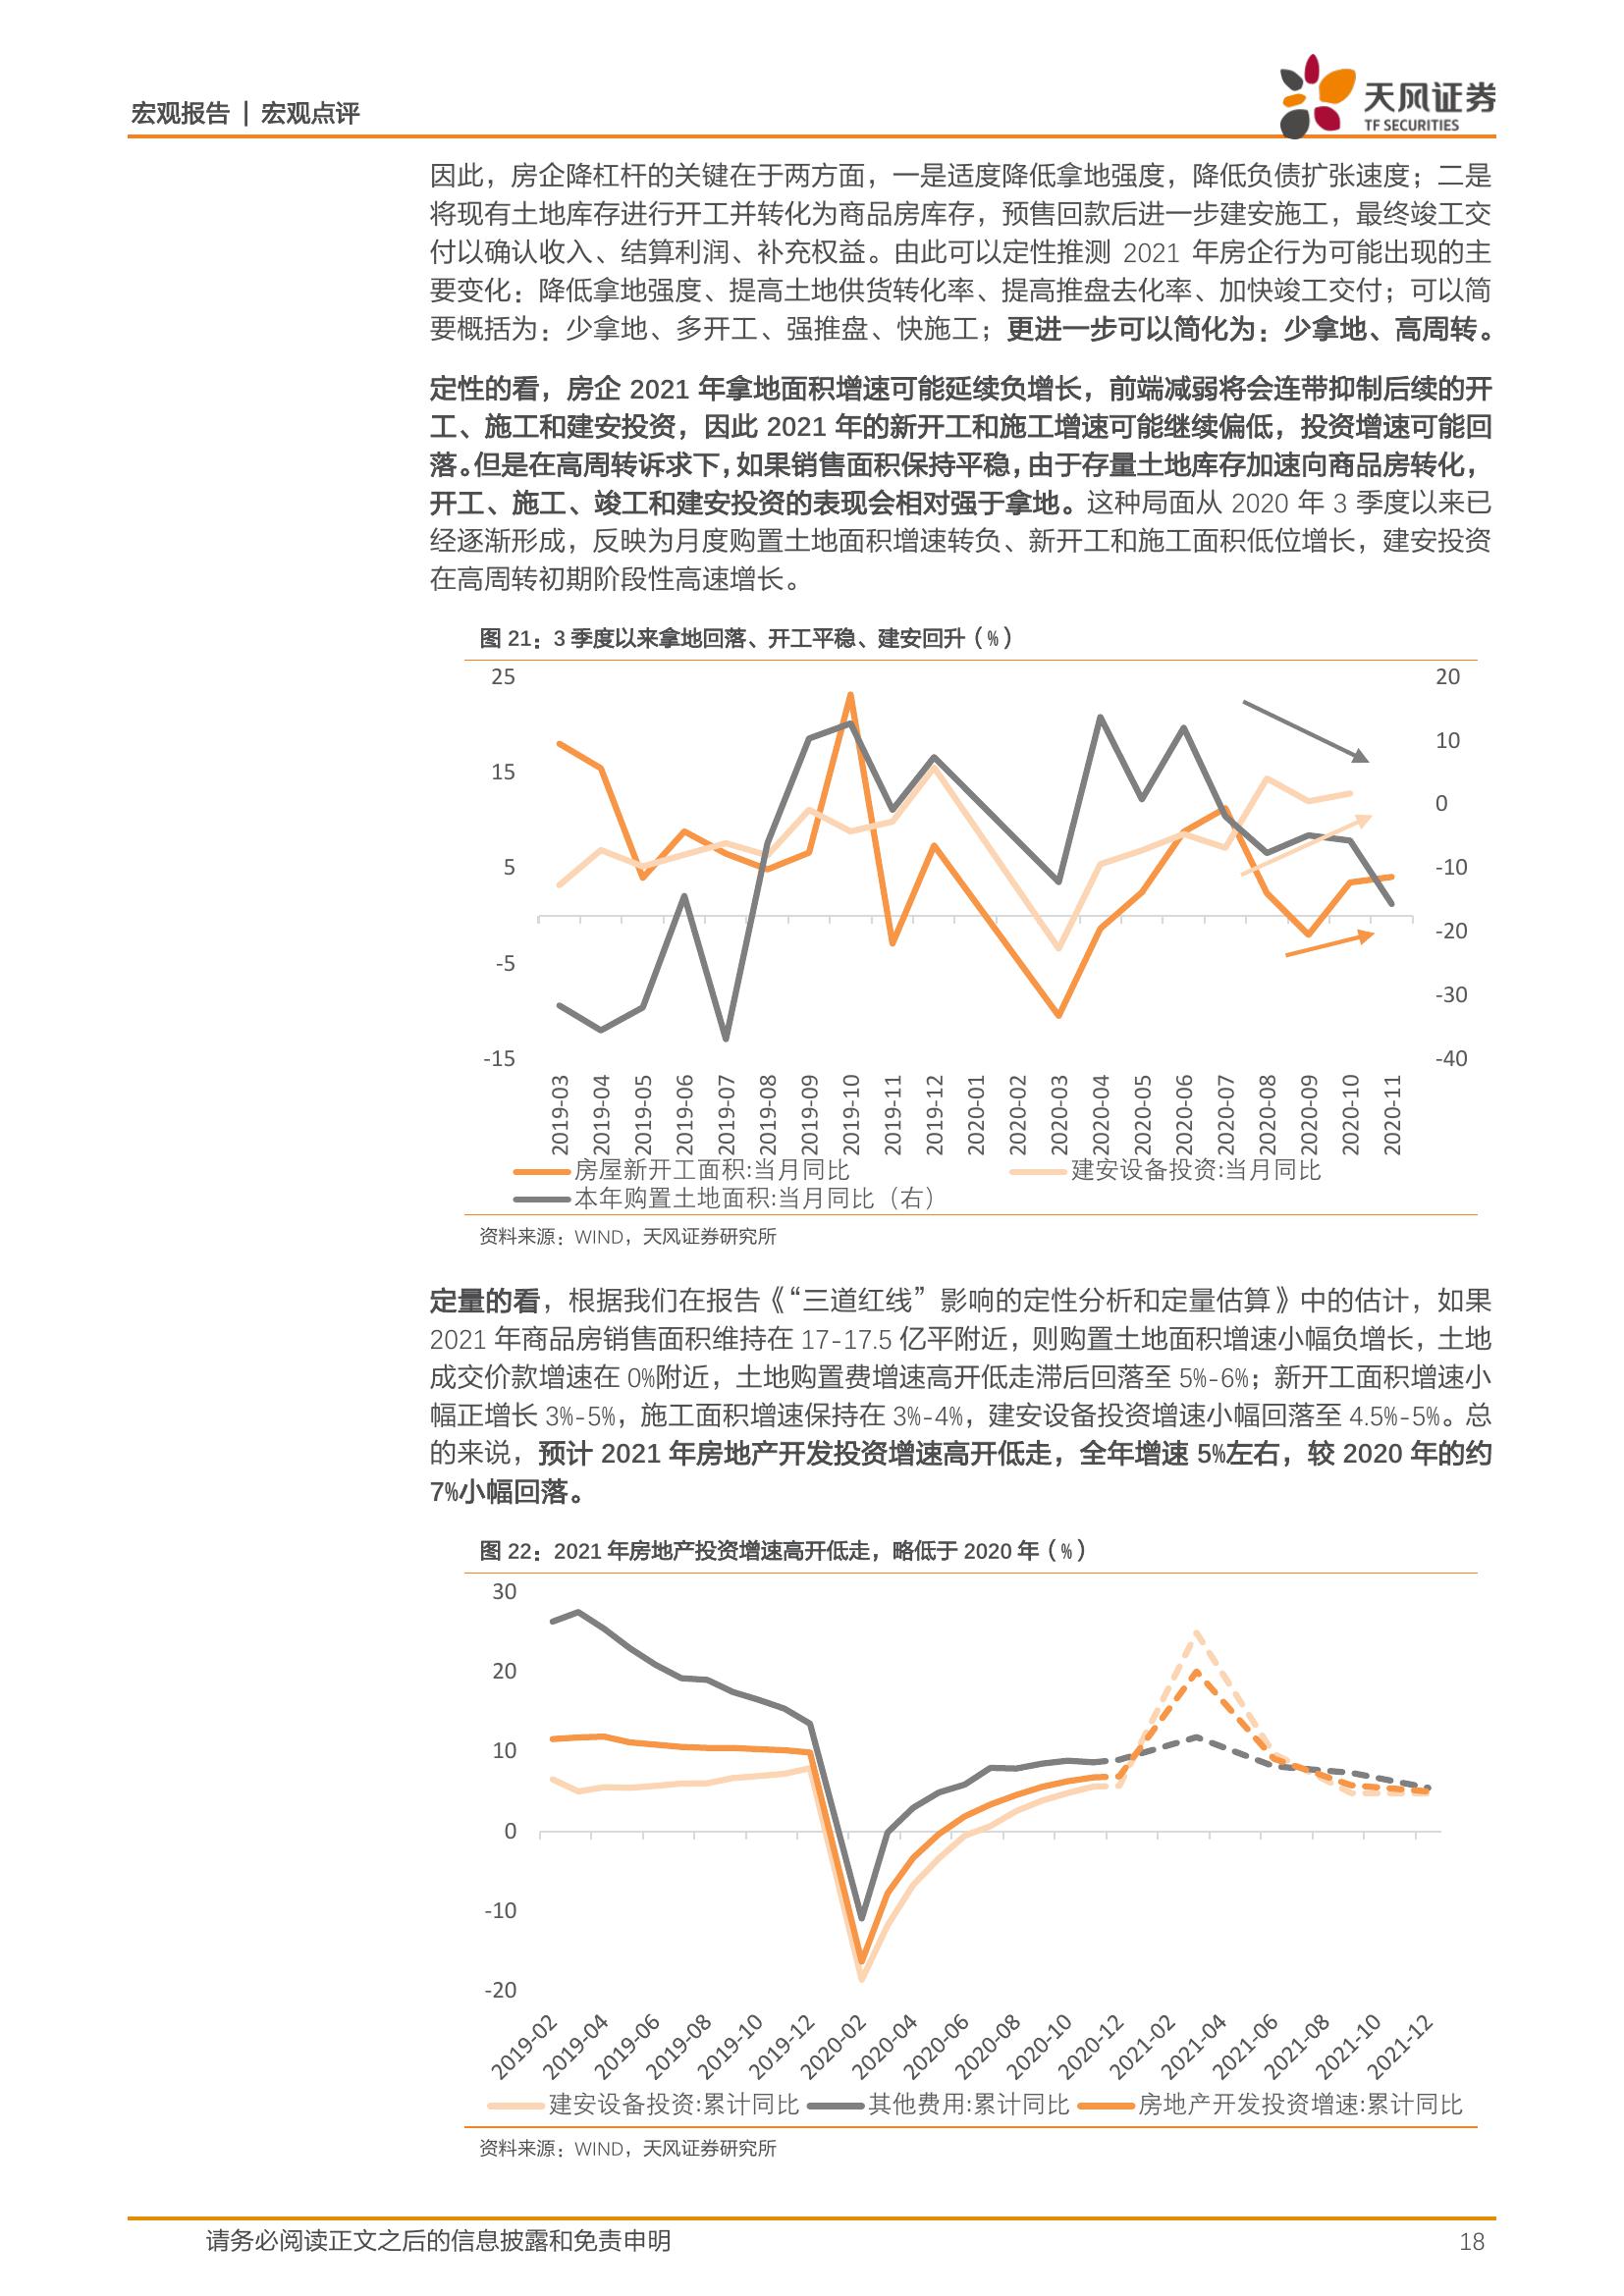 宏观报告 | 宏观点评
天风证券
TF SECURITIES
因此，房企降杠杆的关键在于两方面，一是适度降低拿地强度，降低负债扩张速度；二是
将现有土地库存进行开工并转化为商品房库存，预售回款后进一步建安施工，最终竣工交
付以确认收入、结算利润、补充权益。由此可以定性推测 2021 年房企行为可能出现的主
要变化：降低拿地强度、提高土地供货转化率、提高推盘去化率、加快竣工交付；可以简
要概括为：少拿地、多开工、强推盘、快施工；更进一步可以简化为：少拿地、高周转。
定性的看，房企 2021 年拿地面积增速可能延续负增长，前端减弱将会连带抑制后续的开
工、施工和建安投资，因此 2021 年的新开工和施工增速可能继续偏低，投资增速可能回
落。但是在高周转诉求下，如果销售面积保持平稳，由于存量土地库存加速向商品房转化，
开工、施工、竣工和建安投资的表现会相对强于拿地。这种局面从 2020 年 3 季度以来已
经逐渐形成，反映为月度购置土地面积增速转负、新开工和施工面积低位增长，建安投资
在高周转初期阶段性高速增长。
图 21：3 季度以来拿地回落、开工平稳、建安回升（%）
25
15
5
-5
-15
20
10
0
-10
-20
-30
-40
2019-03
2019-04
2019-05
2019-06
2019-07
2019-08
2019-09
2019-10
2019-11
2019-12
2020-01
2020-02
2020-03
2020-04
2020-05
2020-06
2020-07
2020-08
2020-09
2020-10
2020-11
房屋新开工面积:当月同比
建安设备投资:当月同比
本年购置土地面积:当月同比（右）
资料来源：WIND，天风证券研究所
定量的看，根据我们在报告《“三道红线”影响的定性分析和定量估算》中的估计，如果
2021 年商品房销售面积维持在 17-17.5 亿平附近，则购置土地面积增速小幅负增长，土地
成交价款增速在 0%附近，土地购置费增速高开低走滞后回落至 5%-6%；新开工面积增速小
幅正增长 3%-5%，施工面积增速保持在 3%-4%，建安设备投资增速小幅回落至 4.5%-5%。总
的来说，预计 2021 年房地产开发投资增速高开低走，全年增速 5%左右，较 2020 年的约
7%小幅回落。
图 22：2021 年房地产投资增速高开低走，略低于 2020 年（%）
30
20
10
0
-10
-20
2019-02
2019-04
2019-06
2019-08
2019-10
2019-12
2020-02
2020-04
2020-06
2020-08
2020-10
2020-12
2021-02
2021-04
2021-06
2021-08
2021-10
2021-12
建安设备投资:累计同比
其他费用:累计同比
房地产开发投资增速:累计同比
资料来源：WIND，天风证券研究所
请务必阅读正文之后的信息披露和免责申明
18